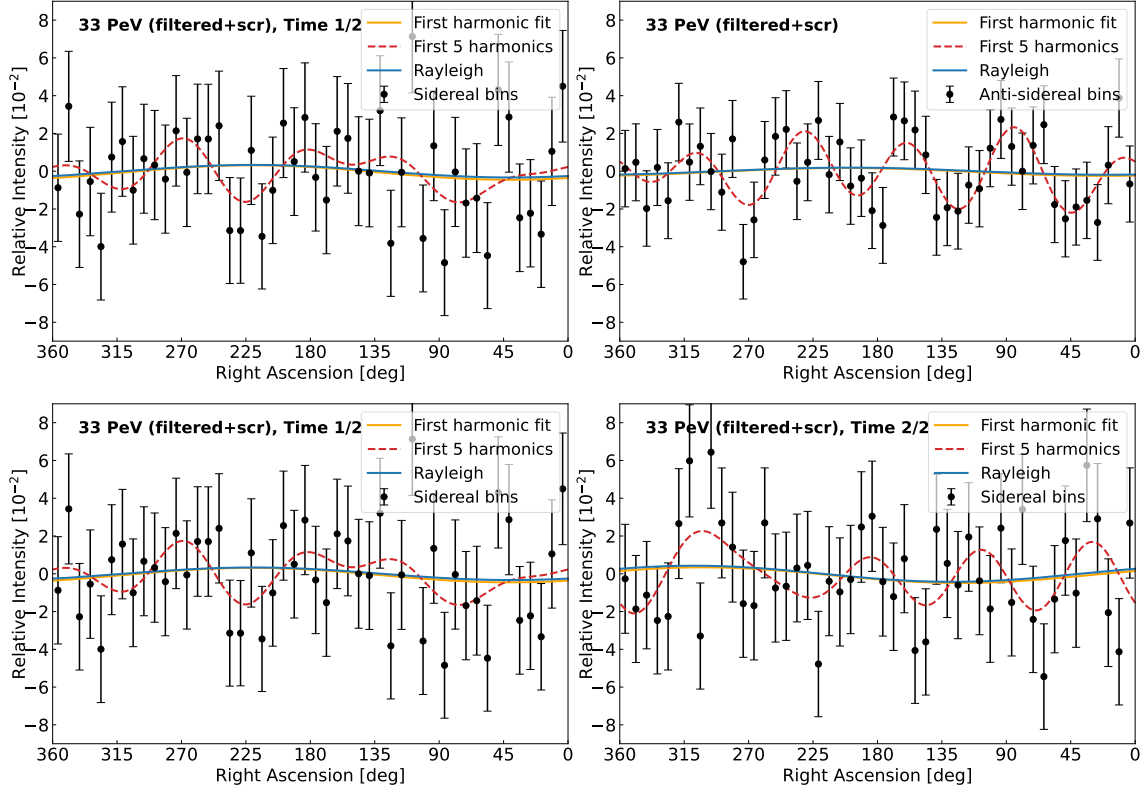 33 PeV (filtered+scr), Time 1/2
First harmonic fit
First 5 harmonics
Rayleigh
Sidereal bins
Relative Intensity [10⁻²]
8
6
4
2
0
−2
−4
−6
−8
360 315 270 225 180 135 90 45 0
Right Ascension [deg]
33 PeV (filtered+scr)
First harmonic fit
First 5 harmonics
Rayleigh
Anti-sidereal bins
Relative Intensity [10⁻²]
8
6
4
2
0
−2
−4
−6
−8
360 315 270 225 180 135 90 45 0
Right Ascension [deg]
33 PeV (filtered+scr), Time 1/2
First harmonic fit
First 5 harmonics
Rayleigh
Sidereal bins
Relative Intensity [10⁻²]
8
6
4
2
0
−2
−4
−6
−8
360 315 270 225 180 135 90 45 0
Right Ascension [deg]
33 PeV (filtered+scr), Time 2/2
First harmonic fit
First 5 harmonics
Rayleigh
Sidereal bins
Relative Intensity [10⁻²]
8
6
4
2
0
−2
−4
−6
−8
360 315 270 225 180 135 90 45 0
Right Ascension [deg]